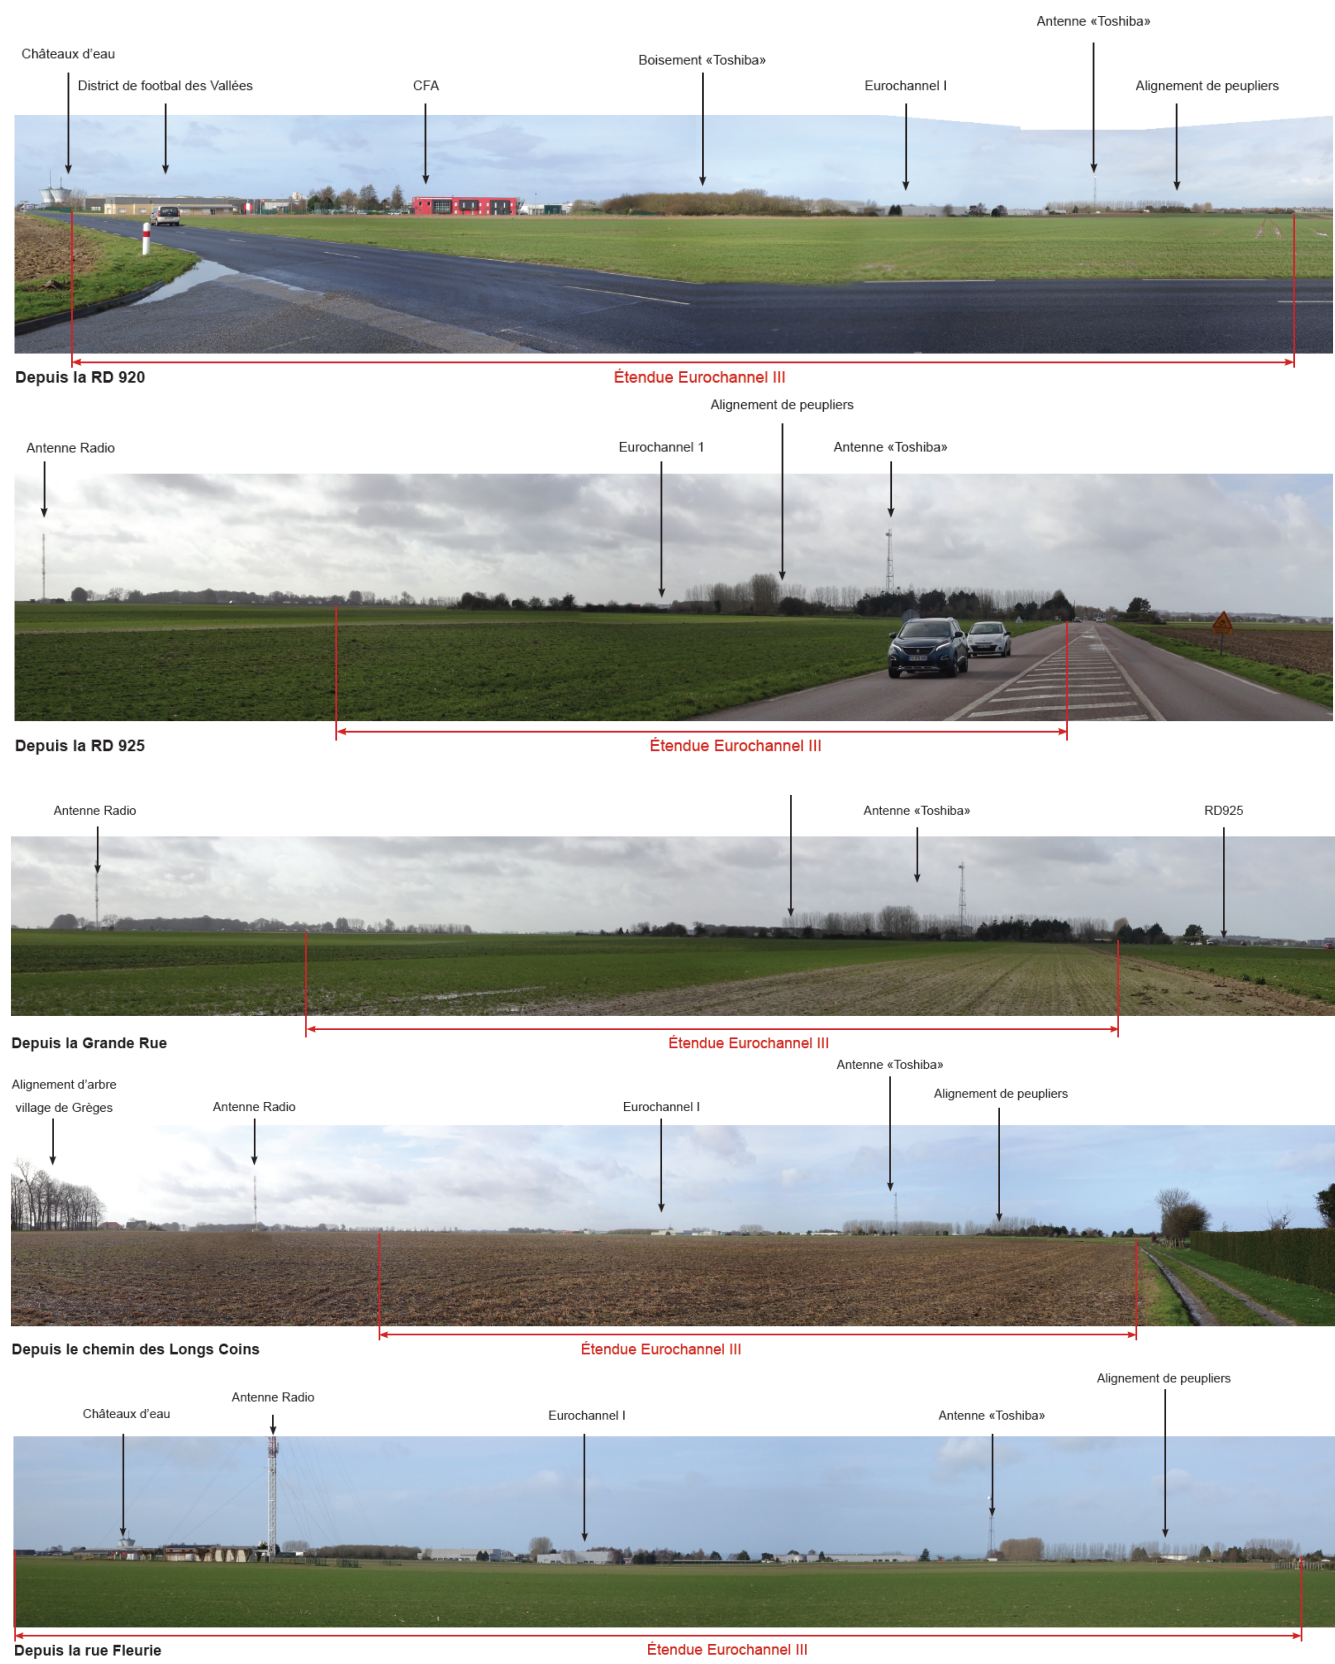 Antenne «Toshiba»
Châteaux d'eau
Boisement «Toshiba»
District de footbal des Vallées
CFA
Eurochannel I
Alignement de peupliers
Depuis la RD 920
Étendue Eurochannel III
Alignement de peupliers
Antenne Radio
Eurochannel 1
Antenne «Toshiba»
Depuis la RD 925
Étendue Eurochannel III
Antenne Radio
Antenne «Toshiba»
RD925
Depuis la Grande Rue
Étendue Eurochannel III
Antenne «Toshiba»
Alignement d'arbre
village de Grèges
Antenne Radio
Eurochannel I
Alignement de peupliers
Depuis le chemin des Longs Coins
Étendue Eurochannel III
Alignement de peupliers
Antenne Radio
Châteaux d'eau
Eurochannel I
Antenne «Toshiba»
Depuis la rue Fleurie
Étendue Eurochannel III